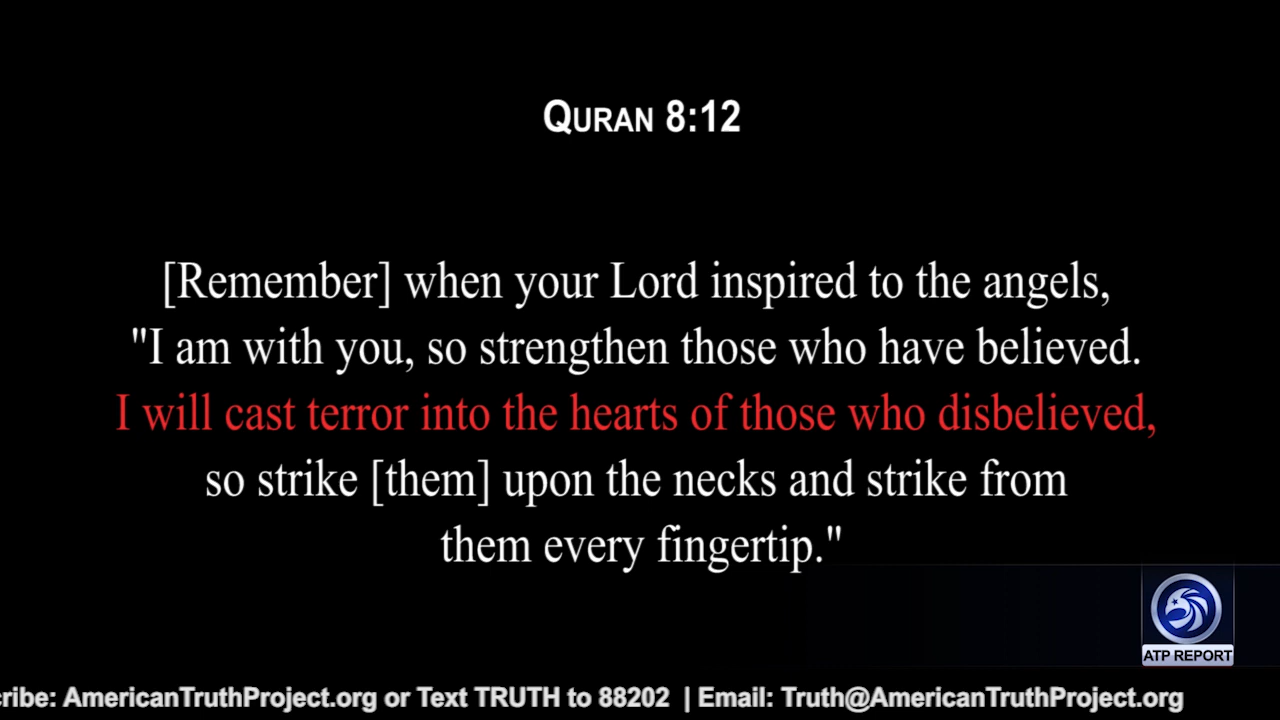 QURAN 8:12
[Remember] when your Lord inspired to the angels,
"I am with you, so strengthen those who have believed.
I will cast terror into the hearts of those who disbelieved,
so strike [them] upon the necks and strike from
them every fingertip."
ATP REPORT
cribe: AmericanTruthProject.org or Text TRUTH to 88202 | Email: Truth@AmericanTruthProject.org